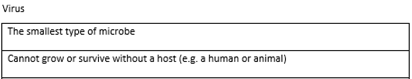 Virus
The smallest type of microbe
Cannot grow or survive without a host (e.g. a human or animal)